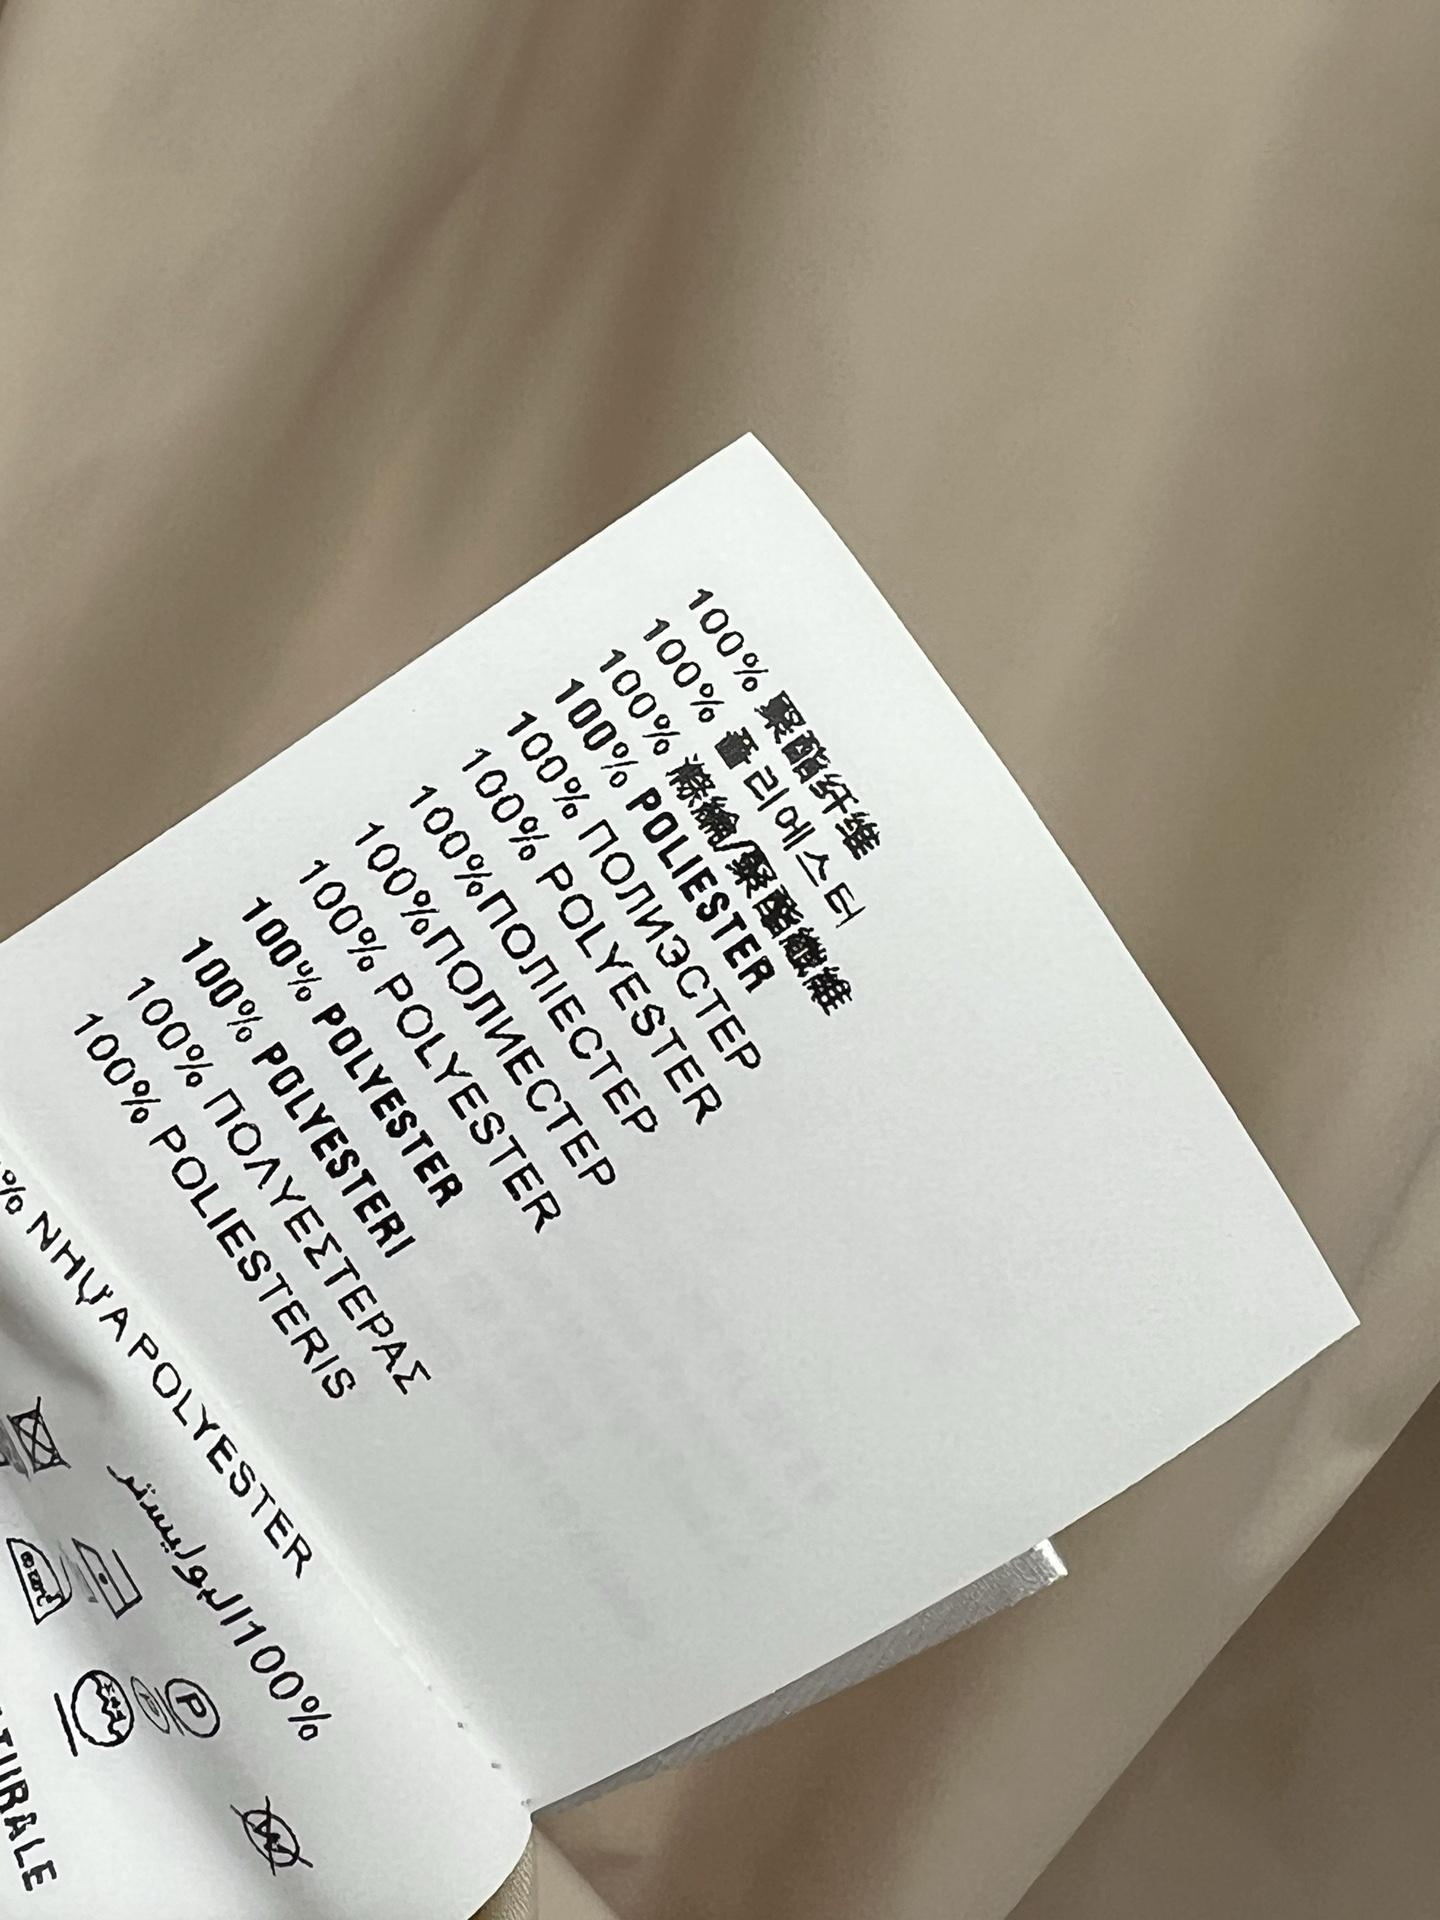 100% 聚酯纤维
100% 폴리에스터
100% 滌綸/聚酯纖維
100% POLIESTER
100% ПОЛИЭСТЕР
100% POLYESTER
100%ПОЛІЕСТЕР
100%ПОЛИЕСТЕР
100% POLYESTER
100% POLYESTER
100% POLYESTERI
100% ΠΟΛΥΕΣΤΕΡΑΣ
100% POLIESTERIS
% NHỰA POLYESTER
100%البوليستر
P
P
W